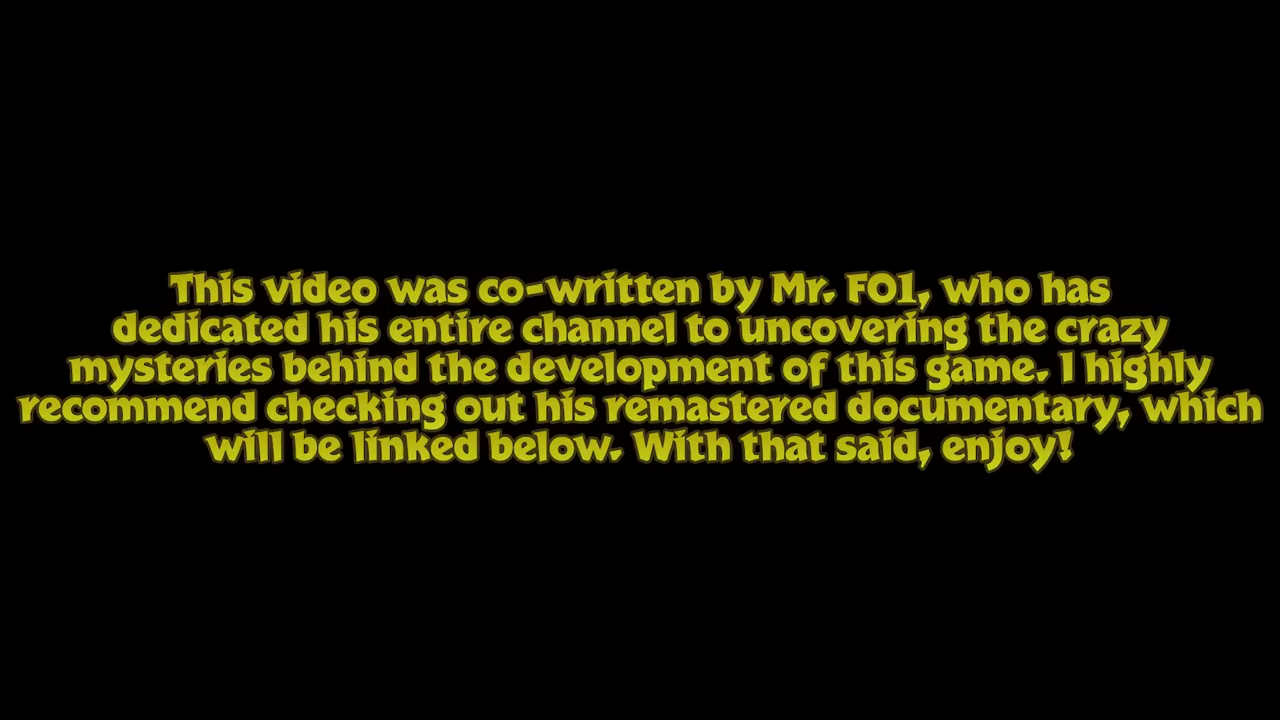 This video was co-written by Mr. FO1, who has
dedicated his entire channel to uncovering the crazy
mysteries behind the development of this game. I highly
recommend checking out his remastered documentary, which
will be linked below. With that said, enjoy!